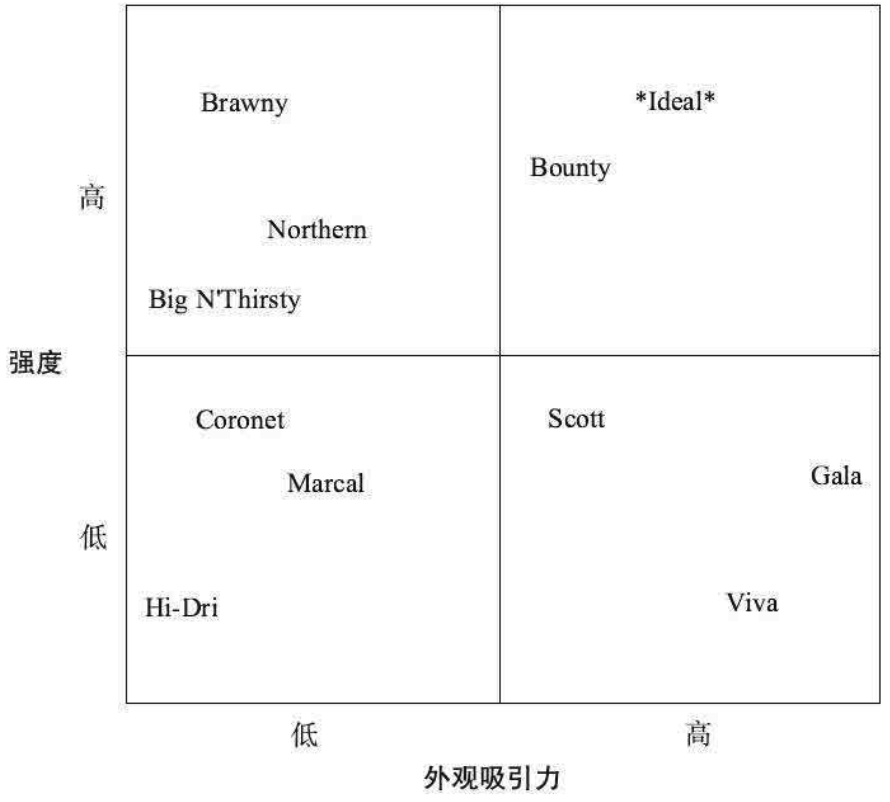 Brawny
*Ideal*
Bounty
高
Northern
Big N'Thirsty
强度
Coronet
Scott
Marcal
Gala
低
Hi-Dri
Viva
低
高
外观吸引力